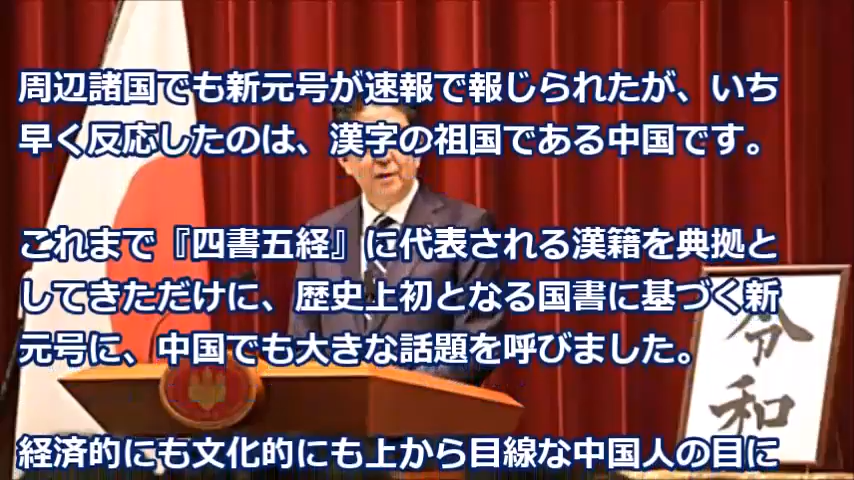 周辺諸国でも新元号が速報で報じられたが、いち
早く反応したのは、漢字の祖国である中国です。
これまで『四書五経』に代表される漢籍を典拠と
してきただけに、歴史上初となる国書に基づく新
元号に、中国でも大きな話題を呼びました。
経済的にも文化的にも上から目線な中国人の目に
令和